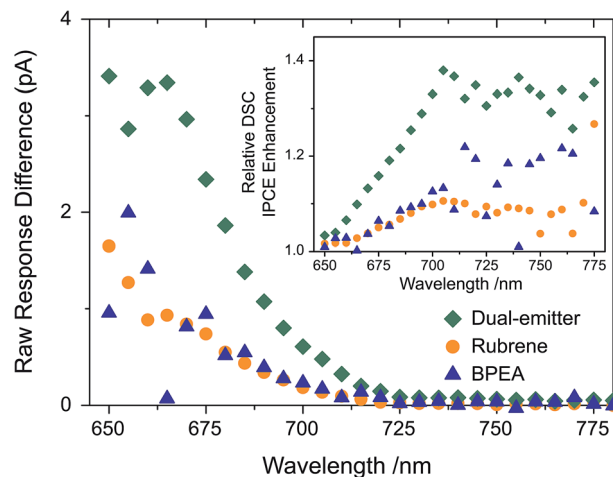 Raw Response Difference (pA)
4
2
0
650
675
700
725
750
775
Wavelength /nm
Relative DSC
IPCE Enhancement
1.4
1.2
1.0
650
675
700
725
750
775
Wavelength /nm
Dual-emitter
Rubrene
BPEA